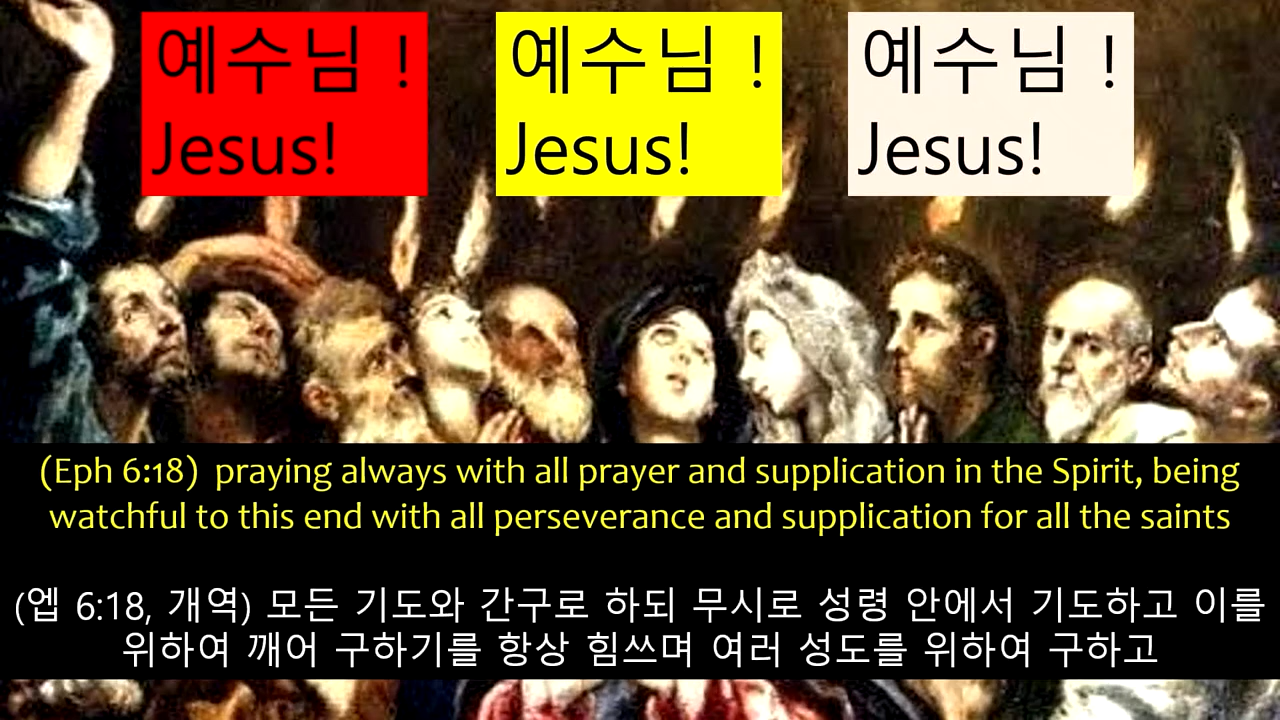 예수님 ! 예수님 ! 예수님 !
Jesus! Jesus! Jesus!
(Eph 6:18) praying always with all prayer and supplication in the Spirit, being
watchful to this end with all perseverance and supplication for all the saints
(엡 6:18, 개역) 모든 기도와 간구로 하되 무시로 성령 안에서 기도하고 이를
위하여 깨어 구하기를 항상 힘쓰며 여러 성도를 위하여 구하고